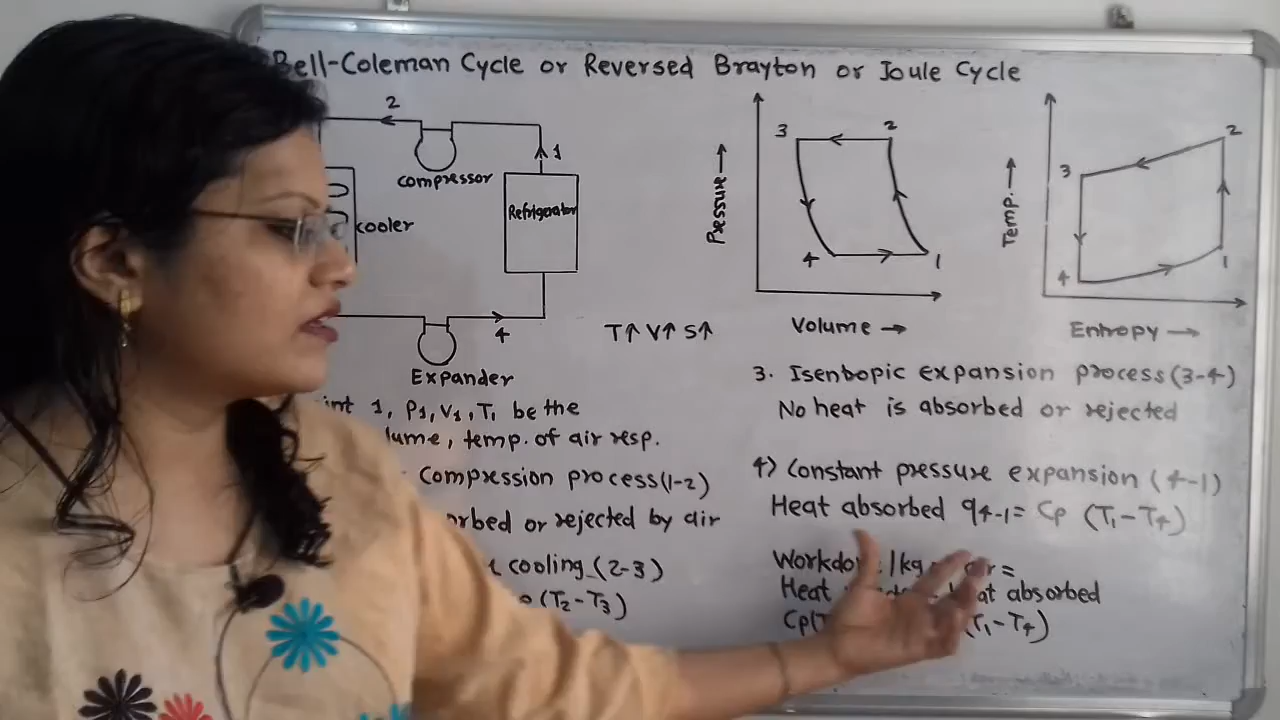 Bell-Coleman Cycle or Reversed Brayton or Joule Cycle
2
1
compressor
Refrigerator
cooler
4
Expander
T↑ V↑ S↑
Pressure →
3
2
4
1
Volume →
Temp. →
3
2
4
1
Entropy →
1, P1, V1, T1 be the
temp. of air resp.
Compression process (1-2)
or rejected by air
cooling (2-3)
(T2 - T3)
3. Isentropic expansion process (3-4)
No heat is absorbed or rejected
4) Constant pressure expansion (4-1)
Heat absorbed q4-1 = Cp (T1 - T4)
/kg =
Heat absorbed
Cp(T (T1 - T4)